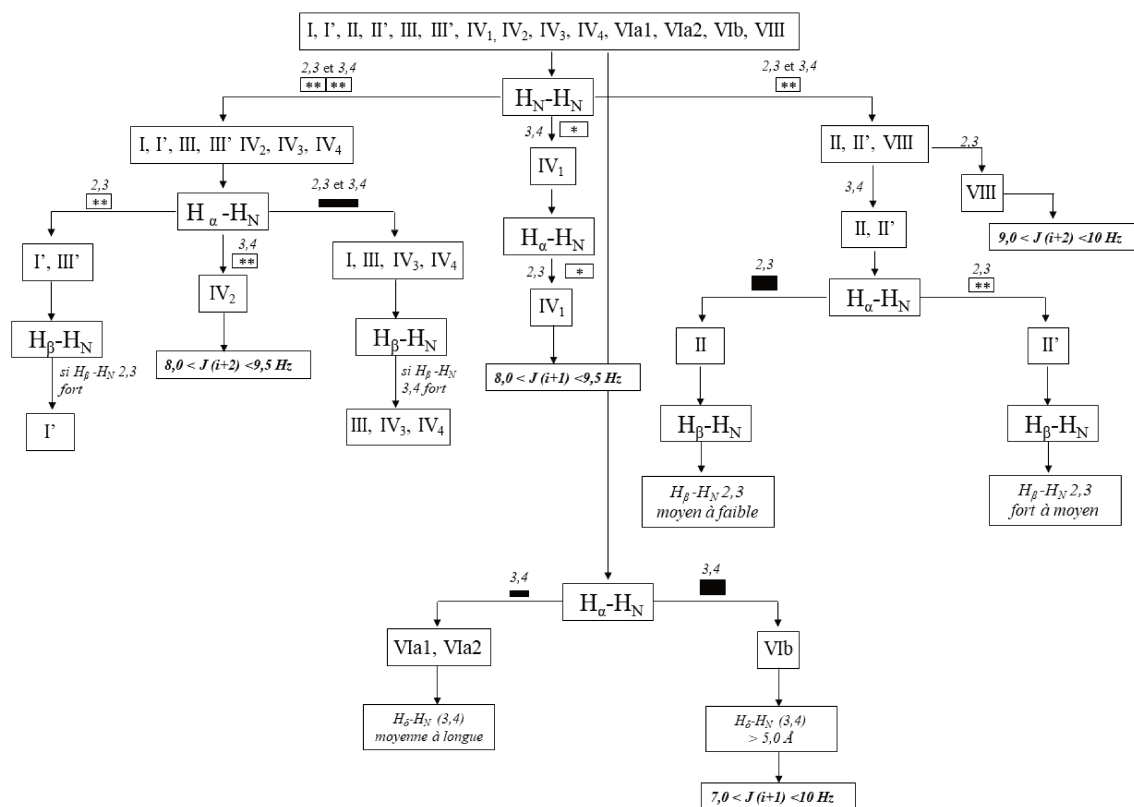 I, I’, II, II’, III, III’, IV1, IV2, IV3, IV4, VIa1, VIa2, VIb, VIII
2,3 et 3,4
** **
2,3 et 3,4
**
HN-HN
3,4 *
I, I’, III, III’ IV2, IV3, IV4
IV1
II, II’, VIII
2,3
VIII
3,4
9,0 < J (i+2) <10 Hz
2,3
**
Hα-HN
2,3 et 3,4
3,4
**
Hα-HN
2,3 *
II, II’
I’, III’
IV2
I, III, IV3, IV4
IV1
2,3
Hα-HN
2,3
**
Hβ-HN
8,0 < J (i+2) <9,5 Hz
Hβ-HN
8,0 < J (i+1) <9,5 Hz
II
II’
si Hβ-HN 2,3
fort
si Hβ-HN
3,4 fort
I’
III, IV3, IV4
Hβ-HN
Hβ-HN
Hβ-HN 2,3
moyen à faible
Hβ-HN 2,3
fort à moyen
3,4
Hα-HN
3,4
VIa1, VIa2
VIb
Hδ-HN (3,4)
moyenne à longue
Hδ-HN (3,4)
> 5,0 Å
7,0 < J (i+1) <10 Hz